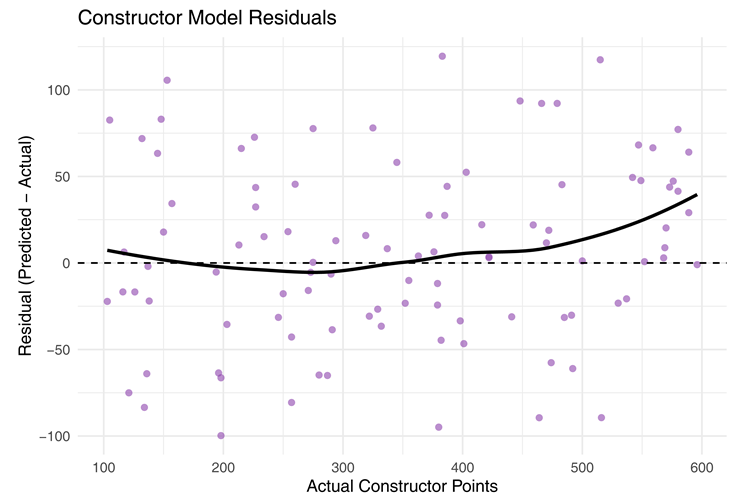 Constructor Model Residuals
Residual (Predicted − Actual)
100
50
0
−50
−100
100 200 300 400 500 600
Actual Constructor Points